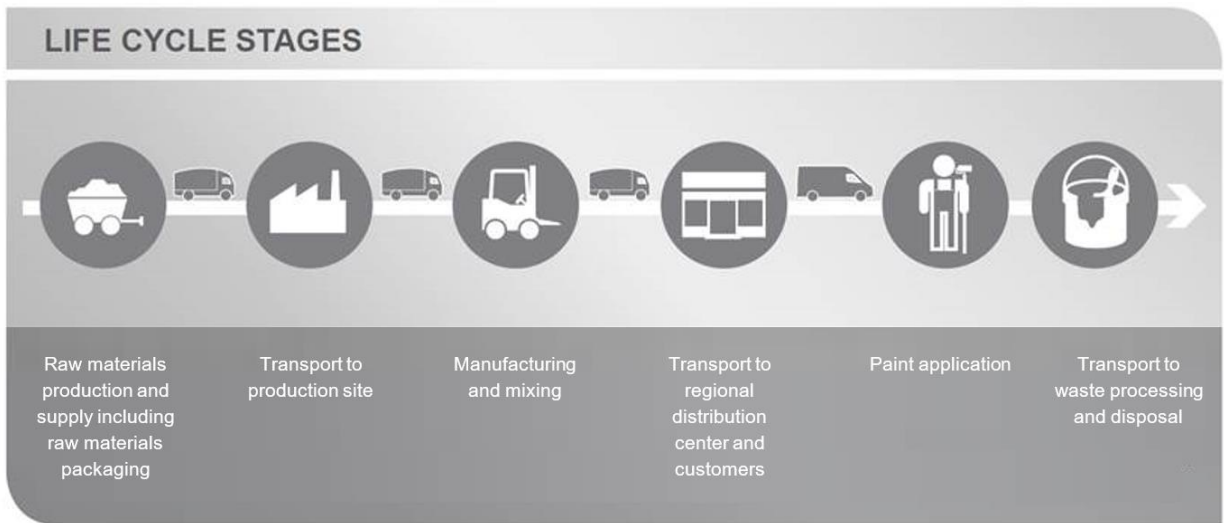 LIFE CYCLE STAGES
Raw materials
production and
supply including
raw materials
packaging
Transport to
production site
Manufacturing
and mixing
Transport to
regional
distribution
center and
customers
Paint application
Transport to
waste processing
and disposal